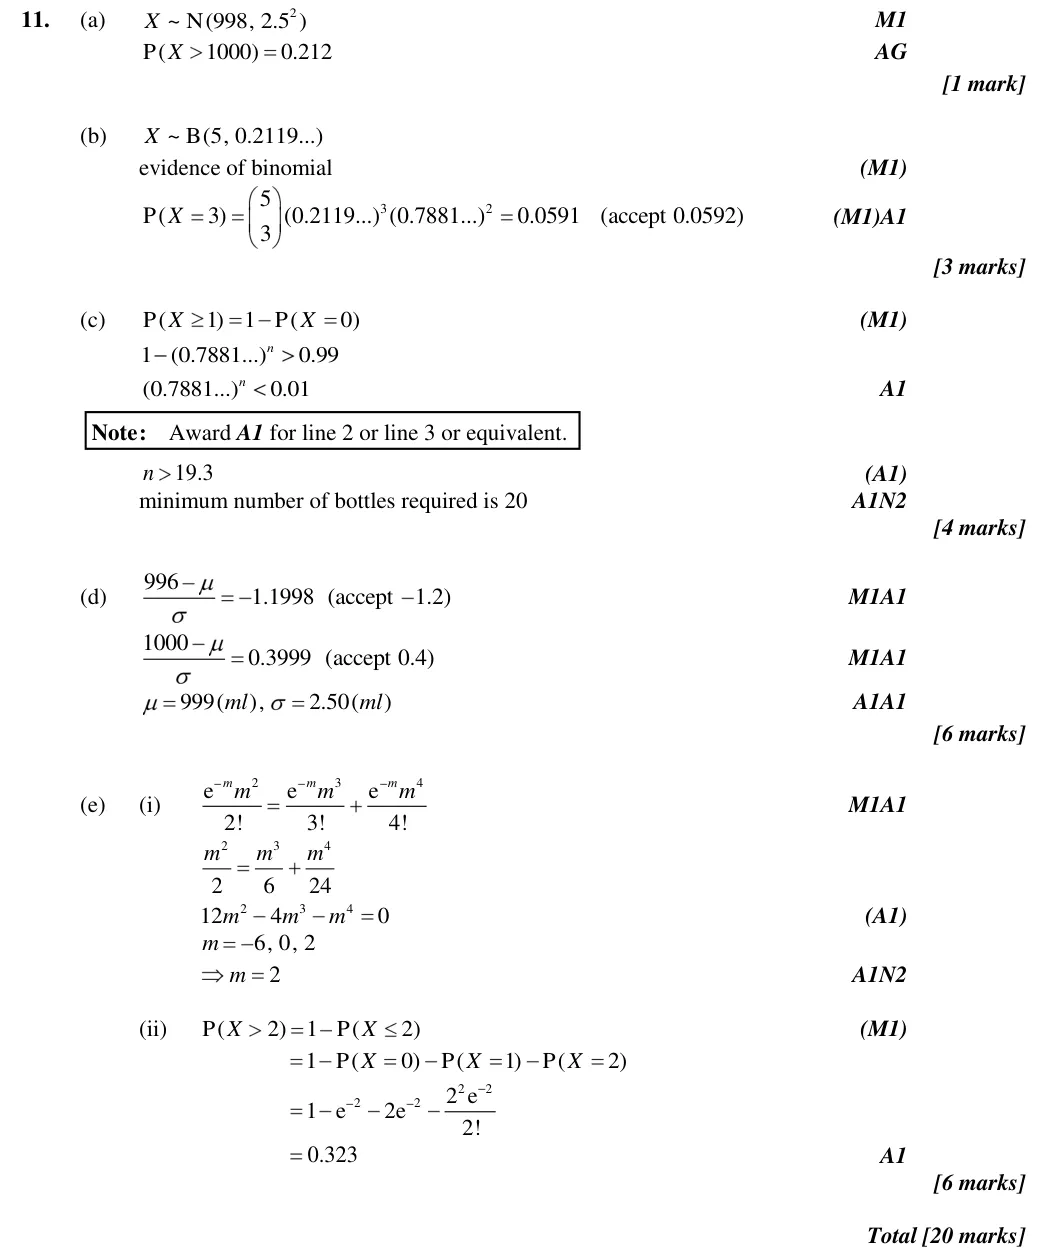 11. (a) X ~ N(998, 2.5²) M1
P(X > 1000) = 0.212 AG
[1 mark]
(b) X ~ B(5, 0.2119...)
evidence of binomial (M1)
P(X = 3) = (5 3)(0.2119...)³(0.7881...)² = 0.0591 (accept 0.0592) (M1)A1
[3 marks]
(c) P(X ≥ 1) = 1 − P(X = 0) (M1)
1 − (0.7881...)ⁿ > 0.99
(0.7881...)ⁿ < 0.01 A1
Note: Award A1 for line 2 or line 3 or equivalent.
n > 19.3 (A1)
minimum number of bottles required is 20 A1N2
[4 marks]
(d) (996 − μ)/σ = −1.1998 (accept −1.2) M1A1
(1000 − μ)/σ = 0.3999 (accept 0.4) M1A1
μ = 999(ml), σ = 2.50(ml) A1A1
[6 marks]
(e) (i) e⁻ᵐm²/2! = e⁻ᵐm³/3! + e⁻ᵐm⁴/4! M1A1
m²/2 = m³/6 + m⁴/24
12m² − 4m³ − m⁴ = 0 (A1)
m = −6, 0, 2
⇒ m = 2 A1N2
(ii) P(X > 2) = 1 − P(X ≤ 2) (M1)
= 1 − P(X = 0) − P(X = 1) − P(X = 2)
= 1 − e⁻² − 2e⁻² − 2²e⁻²/2!
= 0.323 A1
[6 marks]
Total [20 marks]